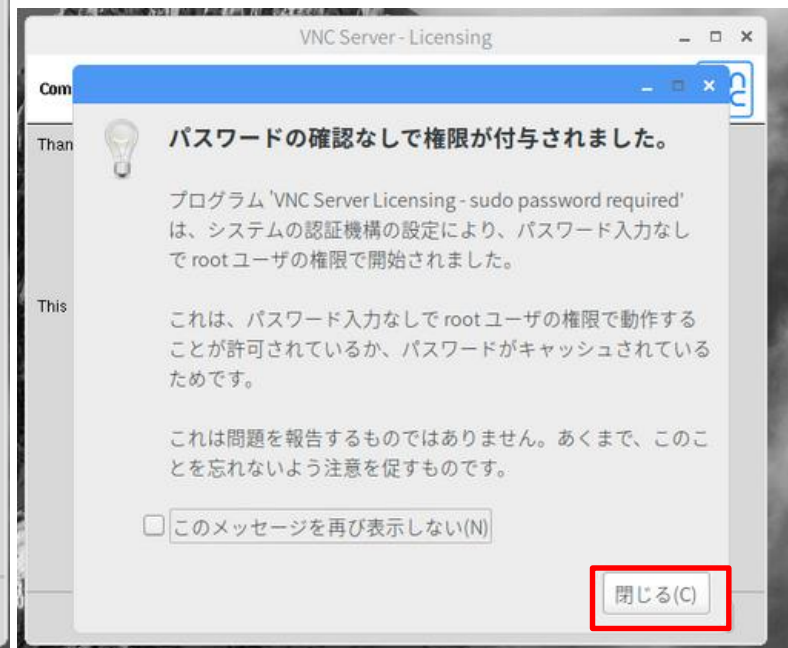 VNC Server - Licensing
Com
Than
This
パスワードの確認なしで権限が付与されました。
プログラム 'VNC Server Licensing - sudo password required'
は、システムの認証機構の設定により、パスワード入力なし
で root ユーザの権限で開始されました。
これは、パスワード入力なしで root ユーザの権限で動作する
ことが許可されているか、パスワードがキャッシュされている
ためです。
これは問題を報告するものではありません。あくまで、このこ
とを忘れないよう注意を促すものです。
このメッセージを再び表示しない(N)
閉じる(C)